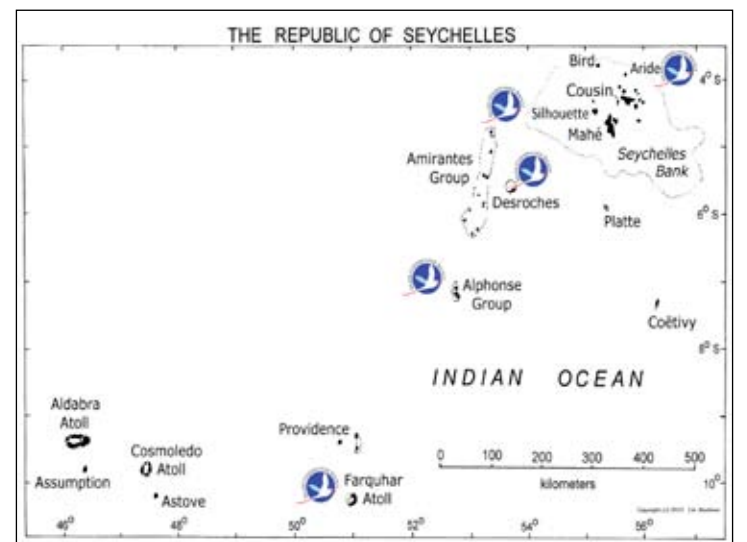 THE REPUBLIC OF SEYCHELLES
Bird
Aride
4° S
Cousin
Silhouette
Mahé
Seychelles
Bank
Amirantes
Group
Desroches
6° S
Platte
Alphonse
Group
Coëtivy
8° S
INDIAN OCEAN
Aldabra
Atoll
Providence
Cosmoledo
Atoll
0 100 200 300 400 500
kilometers
Assumption
Farquhar
Atoll
10°
Astove
46° 48° 50° 52° 54° 56°